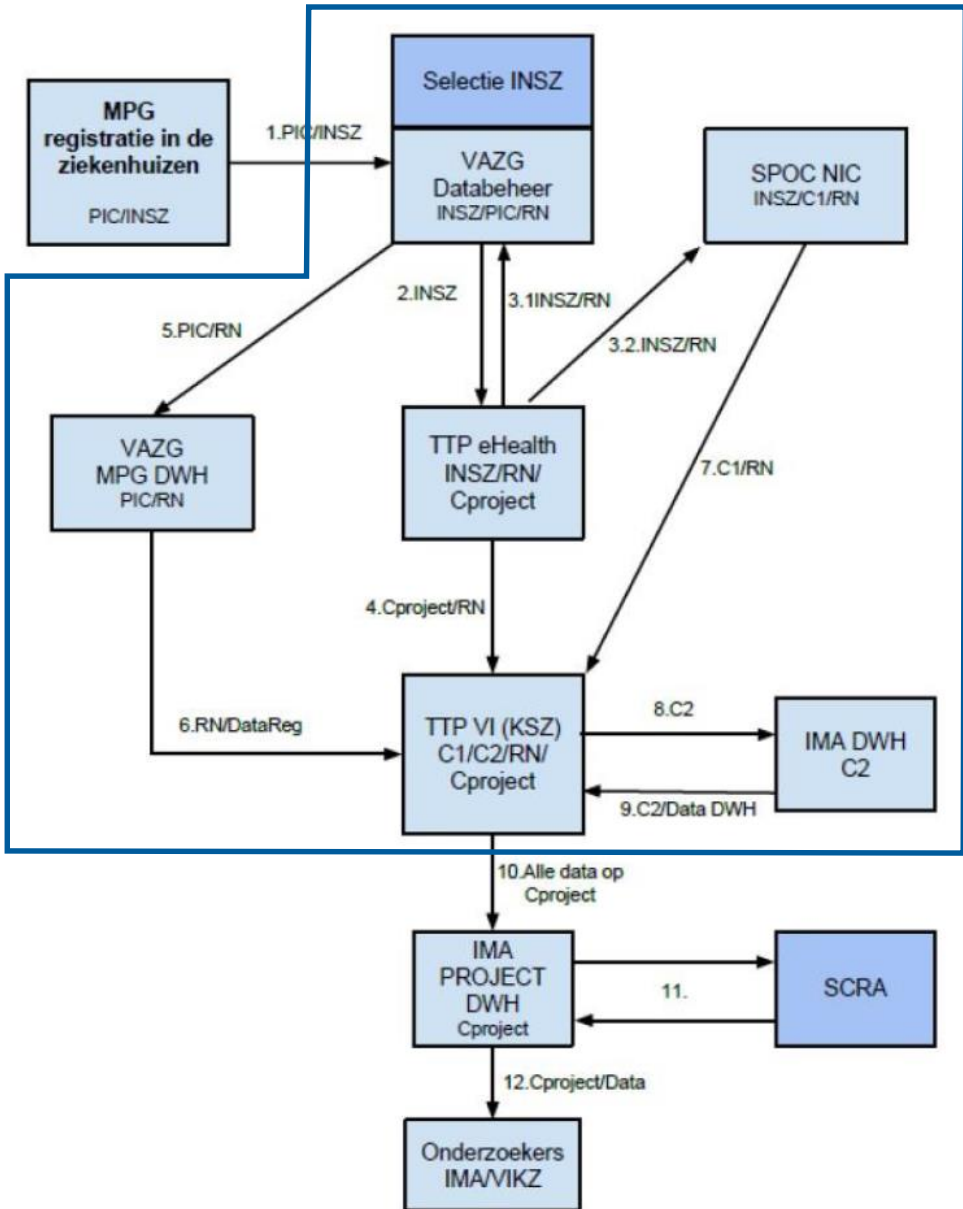 Selectie INSZ
MPG
registratie in de
ziekenhuizen
PIC/INSZ
1.PIC/INSZ
VAZG
Databeheer
INSZ/PIC/RN
SPOC NIC
INSZ/C1/RN
2.INSZ
3.1INSZ/RN
3.2.INSZ/RN
5.PIC/RN
VAZG
MPG DWH
PIC/RN
TTP eHealth
INSZ/RN/
Cproject
7.C1/RN
4.Cproject/RN
6.RN/DataReg
TTP VI (KSZ)
C1/C2/RN/
Cproject
8.C2
IMA DWH
C2
9.C2/Data DWH
10.Alle data op
Cproject
IMA
PROJECT
DWH
Cproject
11.
SCRA
12.Cproject/Data
Onderzoekers
IMA/VIKZ